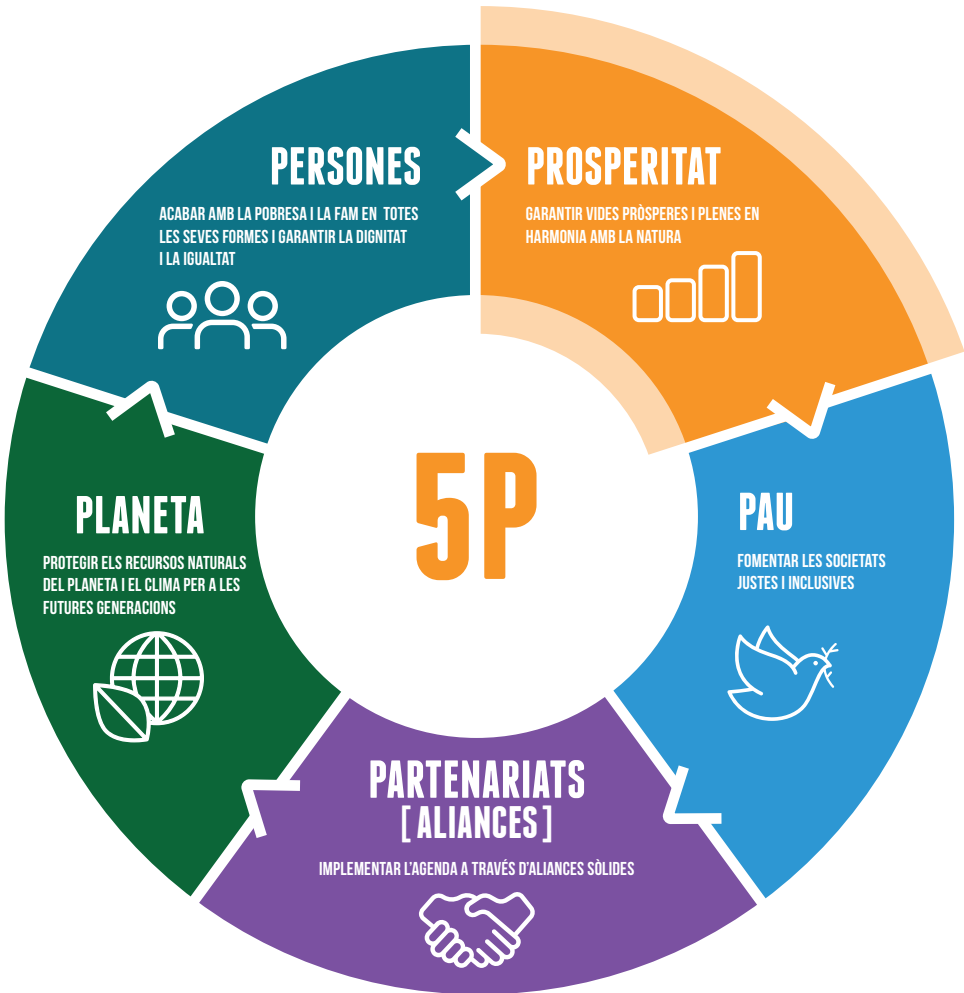 PERSONES
ACABAR AMB LA POBRESA I LA FAM EN TOTES
LES SEVES FORMES I GARANTIR LA DIGNITAT
I LA IGUALTAT
PROSPERITAT
GARANTIR VIDES PRÒSPERES I PLENES EN
HARMONIA AMB LA NATURA
PAU
FOMENTAR LES SOCIETATS
JUSTES I INCLUSIVES
PARTENARIATS
[ ALIANCES ]
IMPLEMENTAR L'AGENDA A TRAVÉS D'ALIANCES SÒLIDES
PLANETA
PROTEGIR ELS RECURSOS NATURALS
DEL PLANETA I EL CLIMA PER A LES
FUTURES GENERACIONS
5P